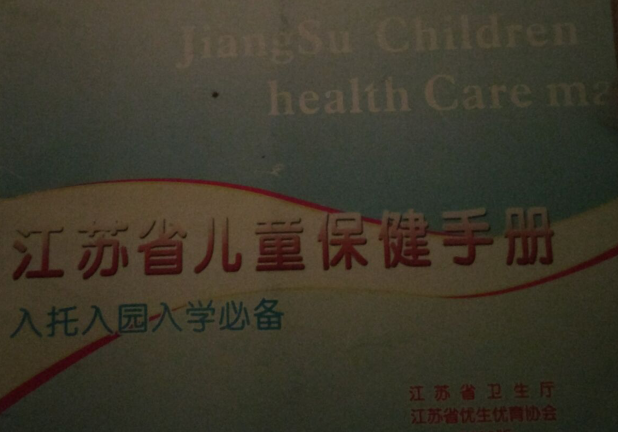 JiangSu Children
health Care ma
江苏省儿童保健手册
入托入园入学必备
江苏省卫生厅
江苏省优生优育协会